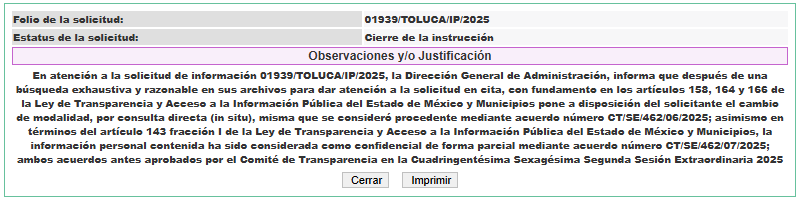 Folio de la solicitud: 01939/TOLUCA/IP/2025
Estatus de la solicitud: Cierre de la instrucción
Observaciones y/o Justificación
En atención a la solicitud de información 01939/TOLUCA/IP/2025, la Dirección General de Administración, informa que después de una
búsqueda exhaustiva y razonable en sus archivos para dar atención a la solicitud en cita, con fundamento en los artículos 158, 164 y 166 de
la Ley de Transparencia y Acceso a la Información Pública del Estado de México y Municipios pone a disposición del solicitante el cambio
de modalidad, por consulta directa (in situ), misma que se consideró procedente mediante acuerdo número CT/SE/462/06/2025; asimismo en
términos del artículo 143 fracción I de la Ley de Transparencia y Acceso a la Información Pública del Estado de México y Municipios, la
información personal contenida ha sido considerada como confidencial de forma parcial mediante acuerdo número CT/SE/462/07/2025;
ambos acuerdos antes aprobados por el Comité de Transparencia en la Cuadringentésima Sexagésima Segunda Sesión Extraordinaria 2025
Cerrar Imprimir